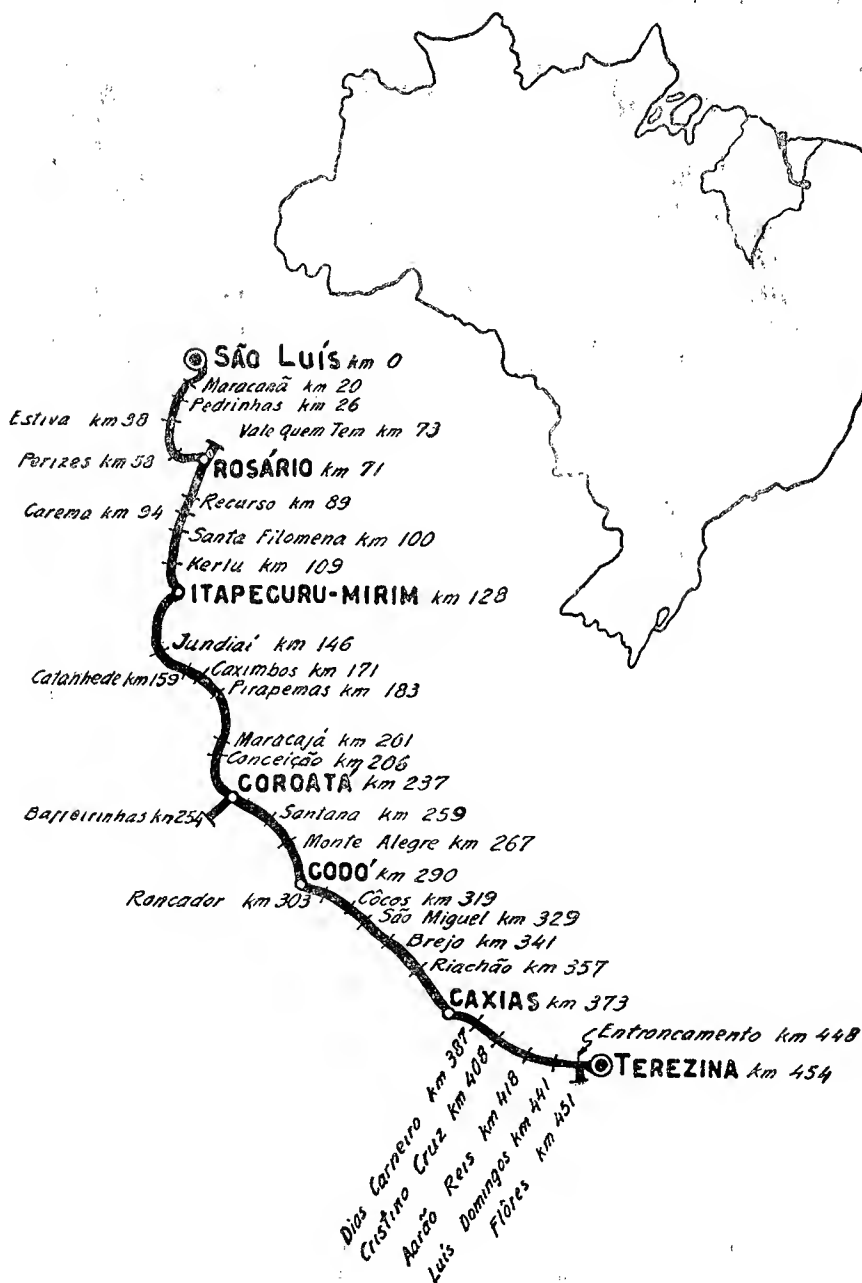 SÃO LUÍS km 0
Maracanã km 20
Pedrinhas km 26
Estiva km 38
Vale Quem Tem km 73
Perizes km 58
ROSÁRIO km 71
Recurso km 89
Carema km 94
Santa Filomena km 100
Keriu km 109
ITAPECURU-MIRIM km 128
Jundiaí km 146
Catanhede km 159
Caximbos km 171
Pirapemas km 183
Maracajá km 201
Conceição km 206
COROATÁ km 237
Barreirinhas km 254
Santana km 259
Monte Alegre km 267
CODÓ km 290
Roncador km 303
Côcos km 319
São Miguel km 329
Brejo km 341
Riachão km 357
CAXIAS km 373
Entroncamento km 448
TEREZINA km 454
Dias Carneiro km 387
Cristino Cruz km 408
Aarão Reis km 418
Luís Domingos km 441
Flôres km 451